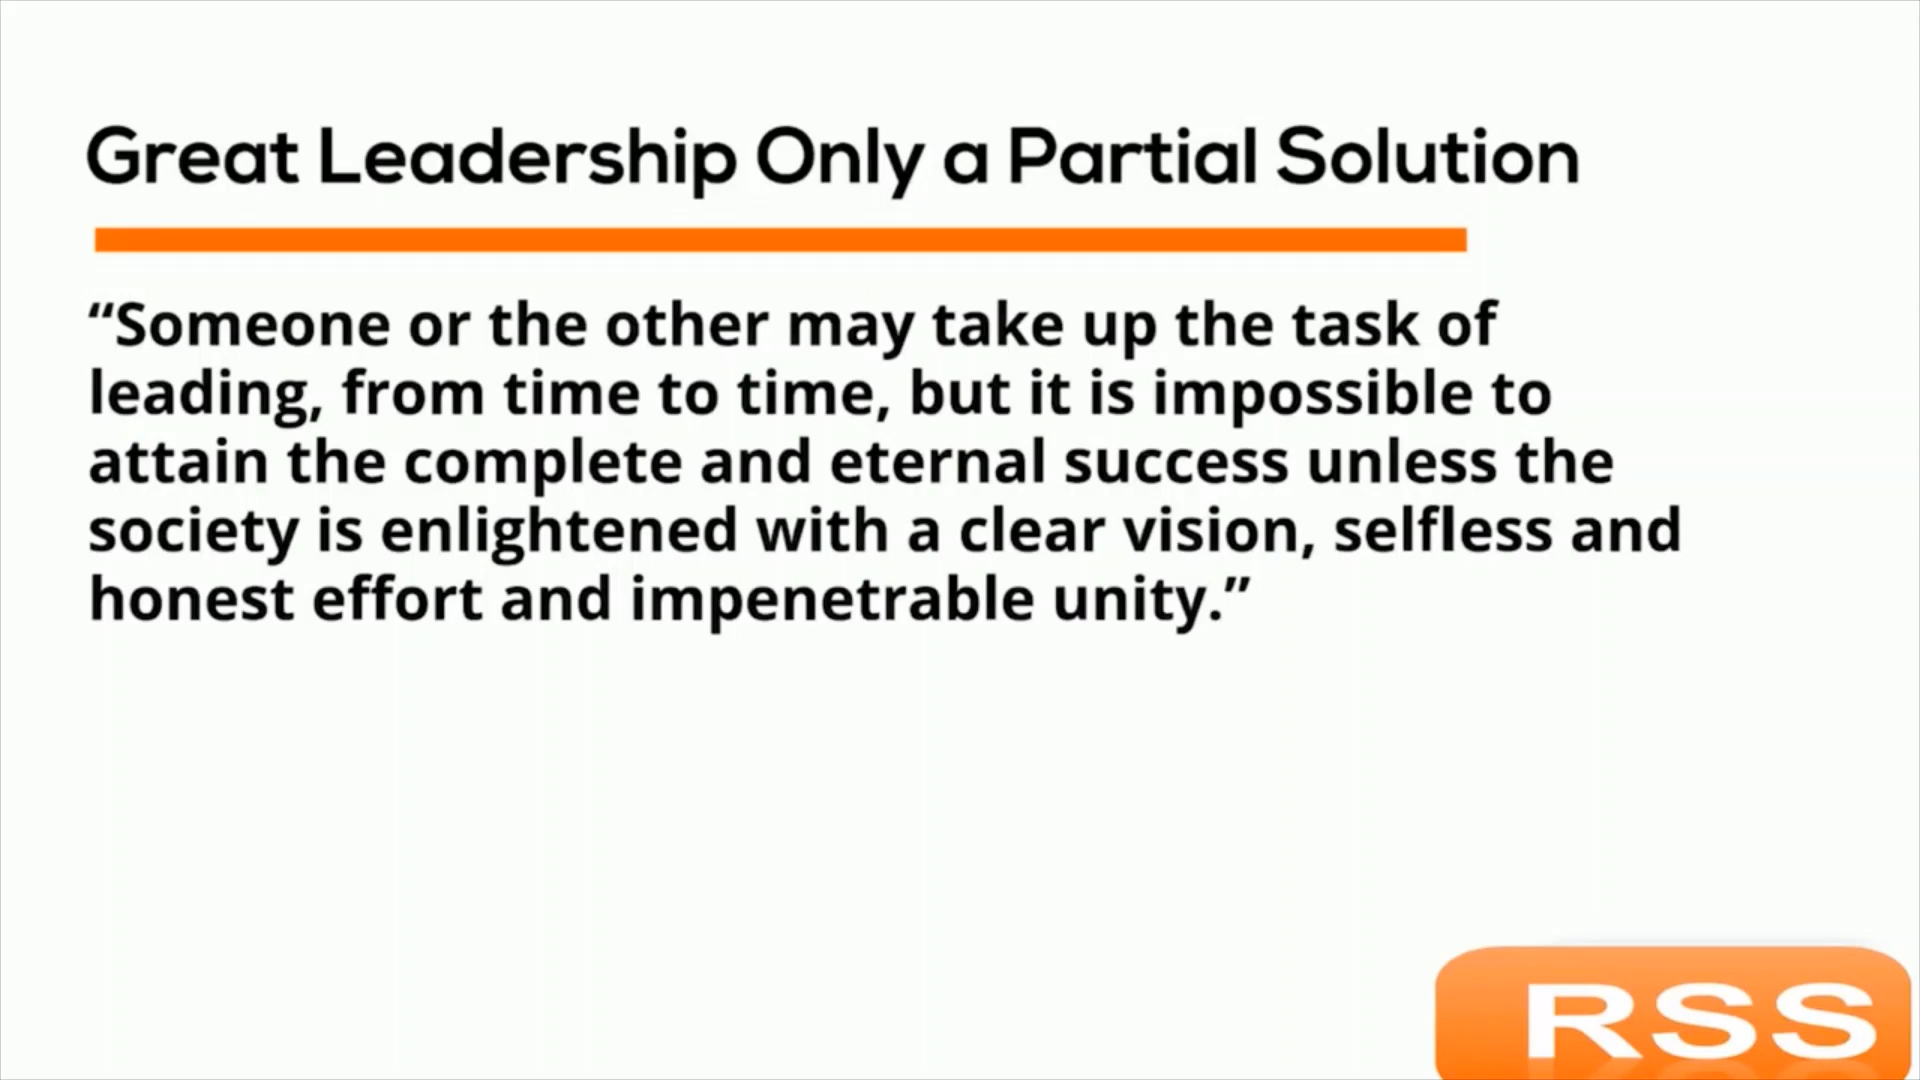 Great Leadership Only a Partial Solution
“Someone or the other may take up the task of
leading, from time to time, but it is impossible to
attain the complete and eternal success unless the
society is enlightened with a clear vision, selfless and
honest effort and impenetrable unity.”
RSS